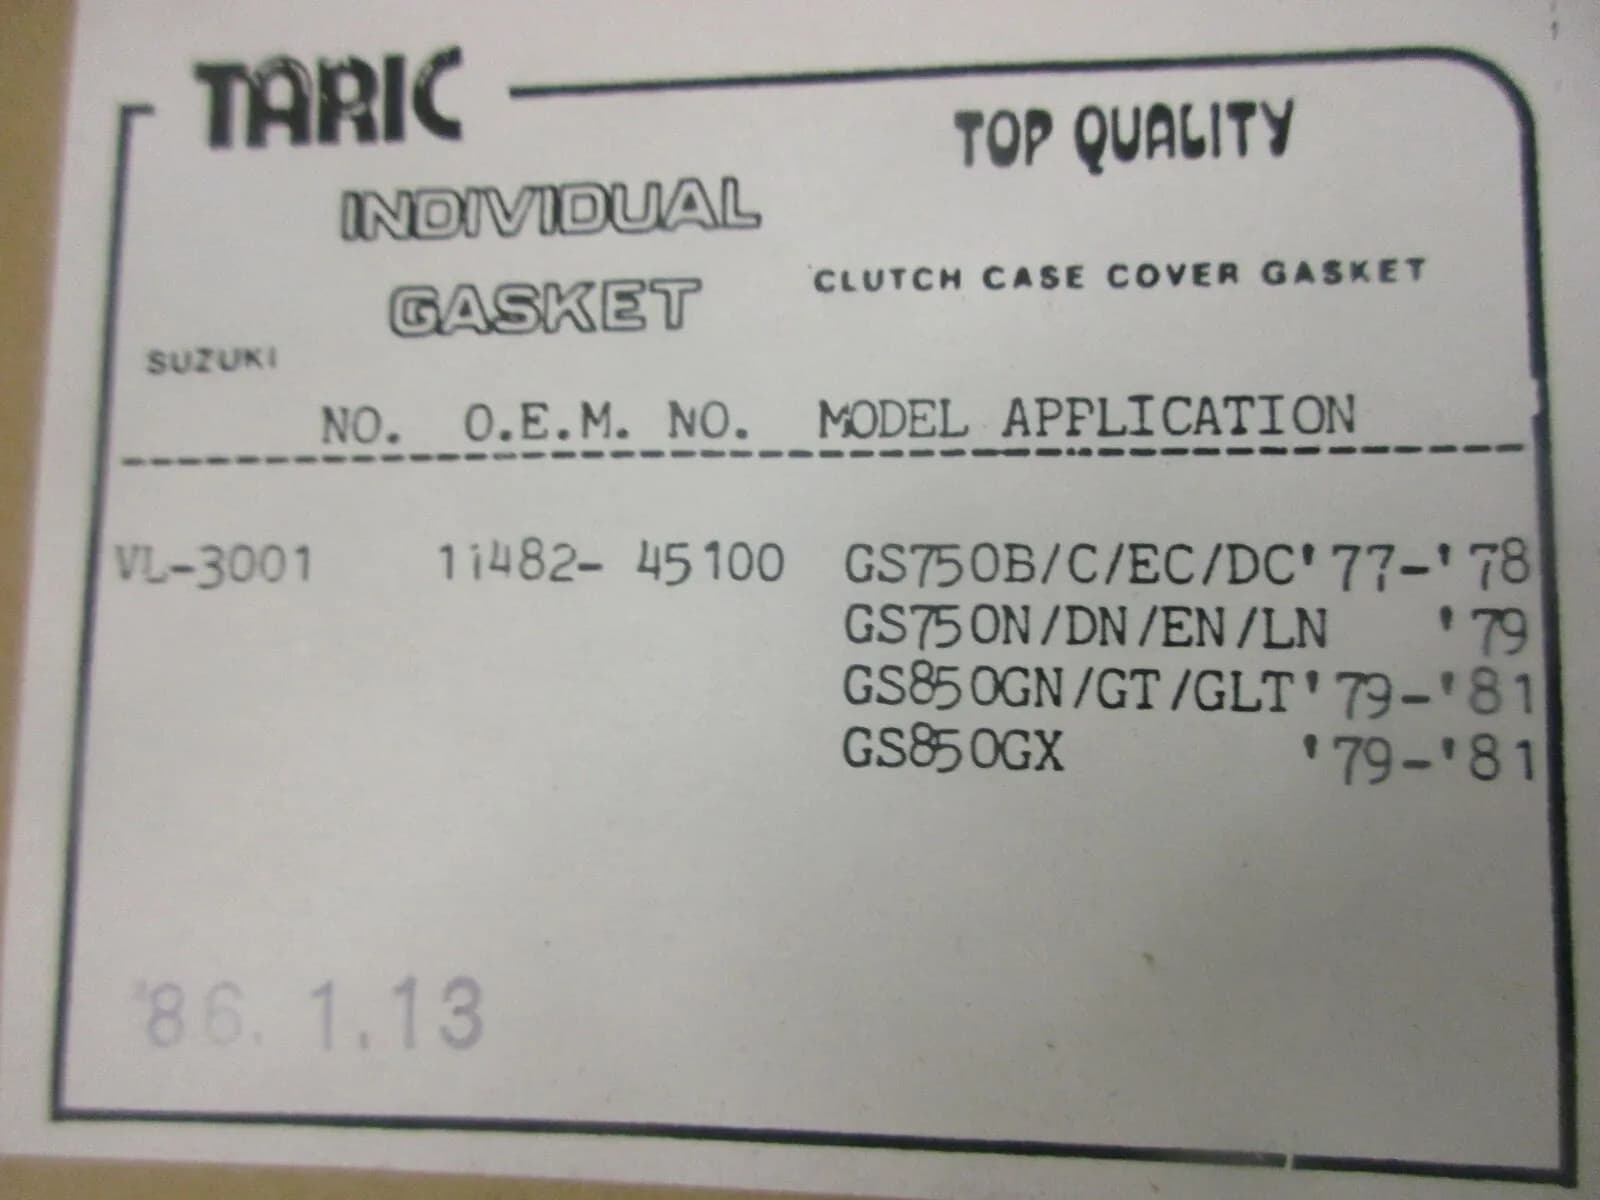 TARIC
TOP QUALITY
INDIVIDUAL
GASKET
CLUTCH CASE COVER GASKET
SUZUKI
NO. O.E.M. NO. MODEL APPLICATION
VL-3001 11482- 45100 GS750B/C/EC/DC'77-'78
GS750N/DN/EN/LN '79
GS850GN/GT/GLT'79-'81
GS850GX '79-'81
'86. 1.13